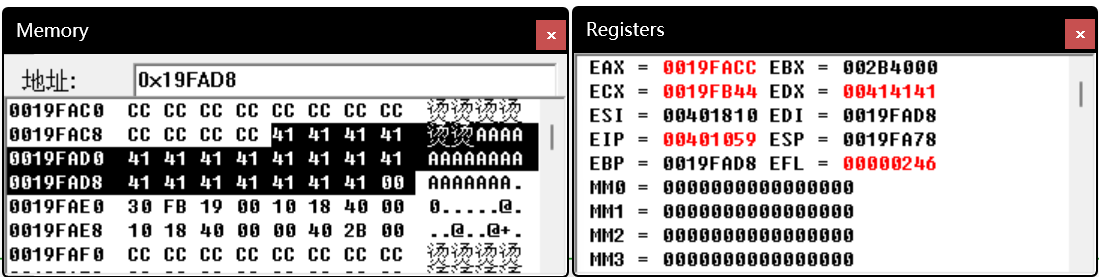 Memory
x
地址:
0x19FAD8
0019FAC0 CC CC CC CC CC CC CC CC 烫烫烫烫
0019FAC8 CC CC CC CC 41 41 41 41 烫烫AAAA
0019FAD0 41 41 41 41 41 41 41 41 AAAAAAAA
0019FAD8 41 41 41 41 41 41 41 00 AAAAAAA.
0019FAE0 30 FB 19 00 10 18 40 00 0.....@.
0019FAE8 10 18 40 00 00 40 2B 00 ..@..@+.
0019FAF0 CC CC CC CC CC CC CC CC 烫烫烫烫
Registers
x
EAX = 0019FACC EBX = 002B4000
ECX = 0019FB44 EDX = 00414141
ESI = 00401810 EDI = 0019FAD8
EIP = 00401059 ESP = 0019FA78
EBP = 0019FAD8 EFL = 00000246
MM0 = 0000000000000000
MM1 = 0000000000000000
MM2 = 0000000000000000
MM3 = 0000000000000000